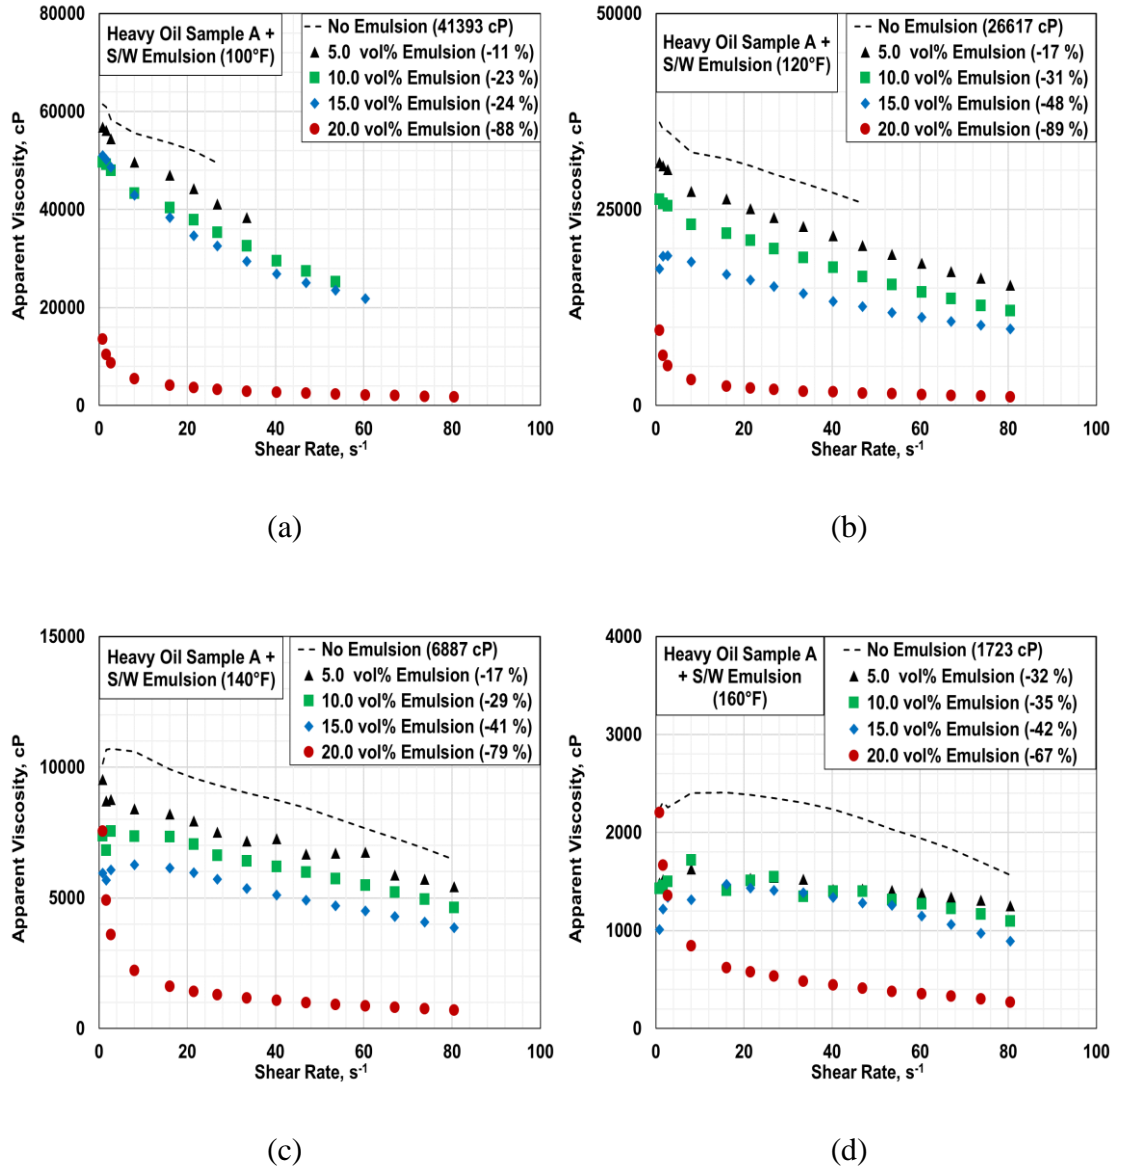 Heavy Oil Sample A +
S/W Emulsion (100°F)
No Emulsion (41393 cP)
5.0 vol% Emulsion (-11 %)
10.0 vol% Emulsion (-23 %)
15.0 vol% Emulsion (-24 %)
20.0 vol% Emulsion (-88 %)
Apparent Viscosity, cP
80000
60000
40000
20000
0
0 20 40 60 80 100
Shear Rate, s-1
(a)
Heavy Oil Sample A +
S/W Emulsion (120°F)
No Emulsion (26617 cP)
5.0 vol% Emulsion (-17 %)
10.0 vol% Emulsion (-31 %)
15.0 vol% Emulsion (-48 %)
20.0 vol% Emulsion (-89 %)
Apparent Viscosity, cP
50000
25000
0
0 20 40 60 80 100
Shear Rate, s-1
(b)
Heavy Oil Sample A +
S/W Emulsion (140°F)
No Emulsion (6887 cP)
5.0 vol% Emulsion (-17 %)
10.0 vol% Emulsion (-29 %)
15.0 vol% Emulsion (-41 %)
20.0 vol% Emulsion (-79 %)
Apparent Viscosity, cP
15000
10000
5000
0
0 20 40 60 80 100
Shear Rate, s-1
(c)
Heavy Oil Sample A
+ S/W Emulsion
(160°F)
No Emulsion (1723 cP)
5.0 vol% Emulsion (-32 %)
10.0 vol% Emulsion (-35 %)
15.0 vol% Emulsion (-42 %)
20.0 vol% Emulsion (-67 %)
Apparent Viscosity, cP
4000
3000
2000
1000
0
0 20 40 60 80 100
Shear Rate, s-1
(d)